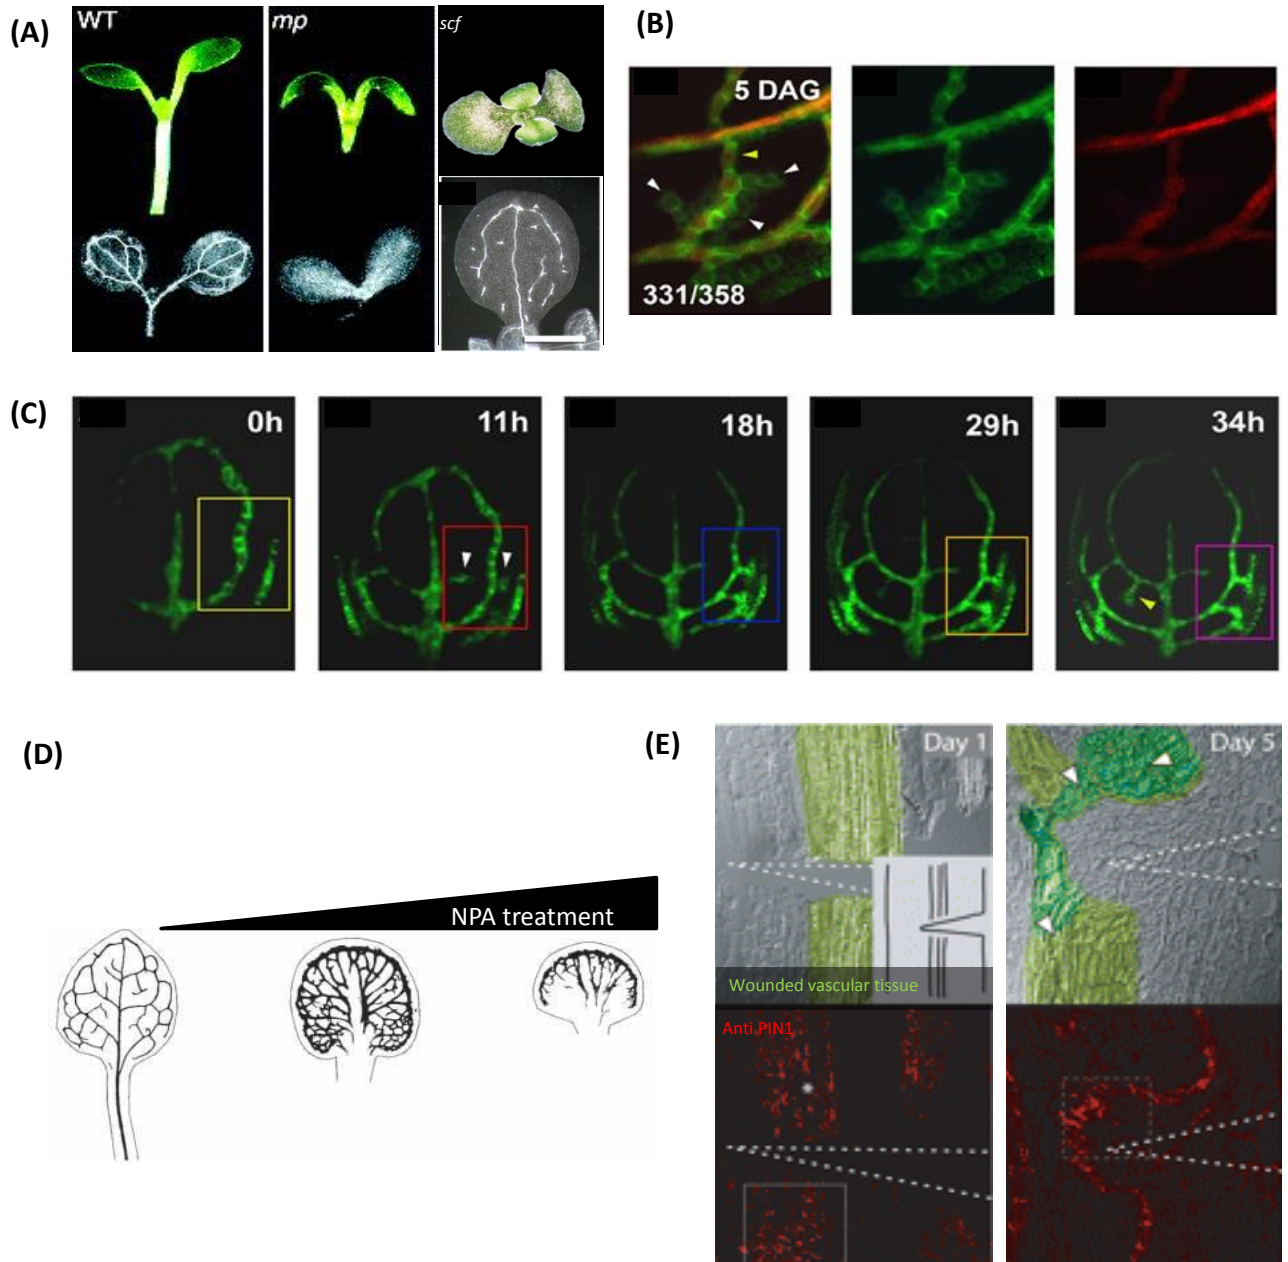 (A)
WT
mp
scf
(B)
5 DAG
331/358
(C)
0h
11h
18h
29h
34h
(D)
NPA treatment
(E)
Day 1
Day 5
Wounded vascular tissue
Anti PIN1